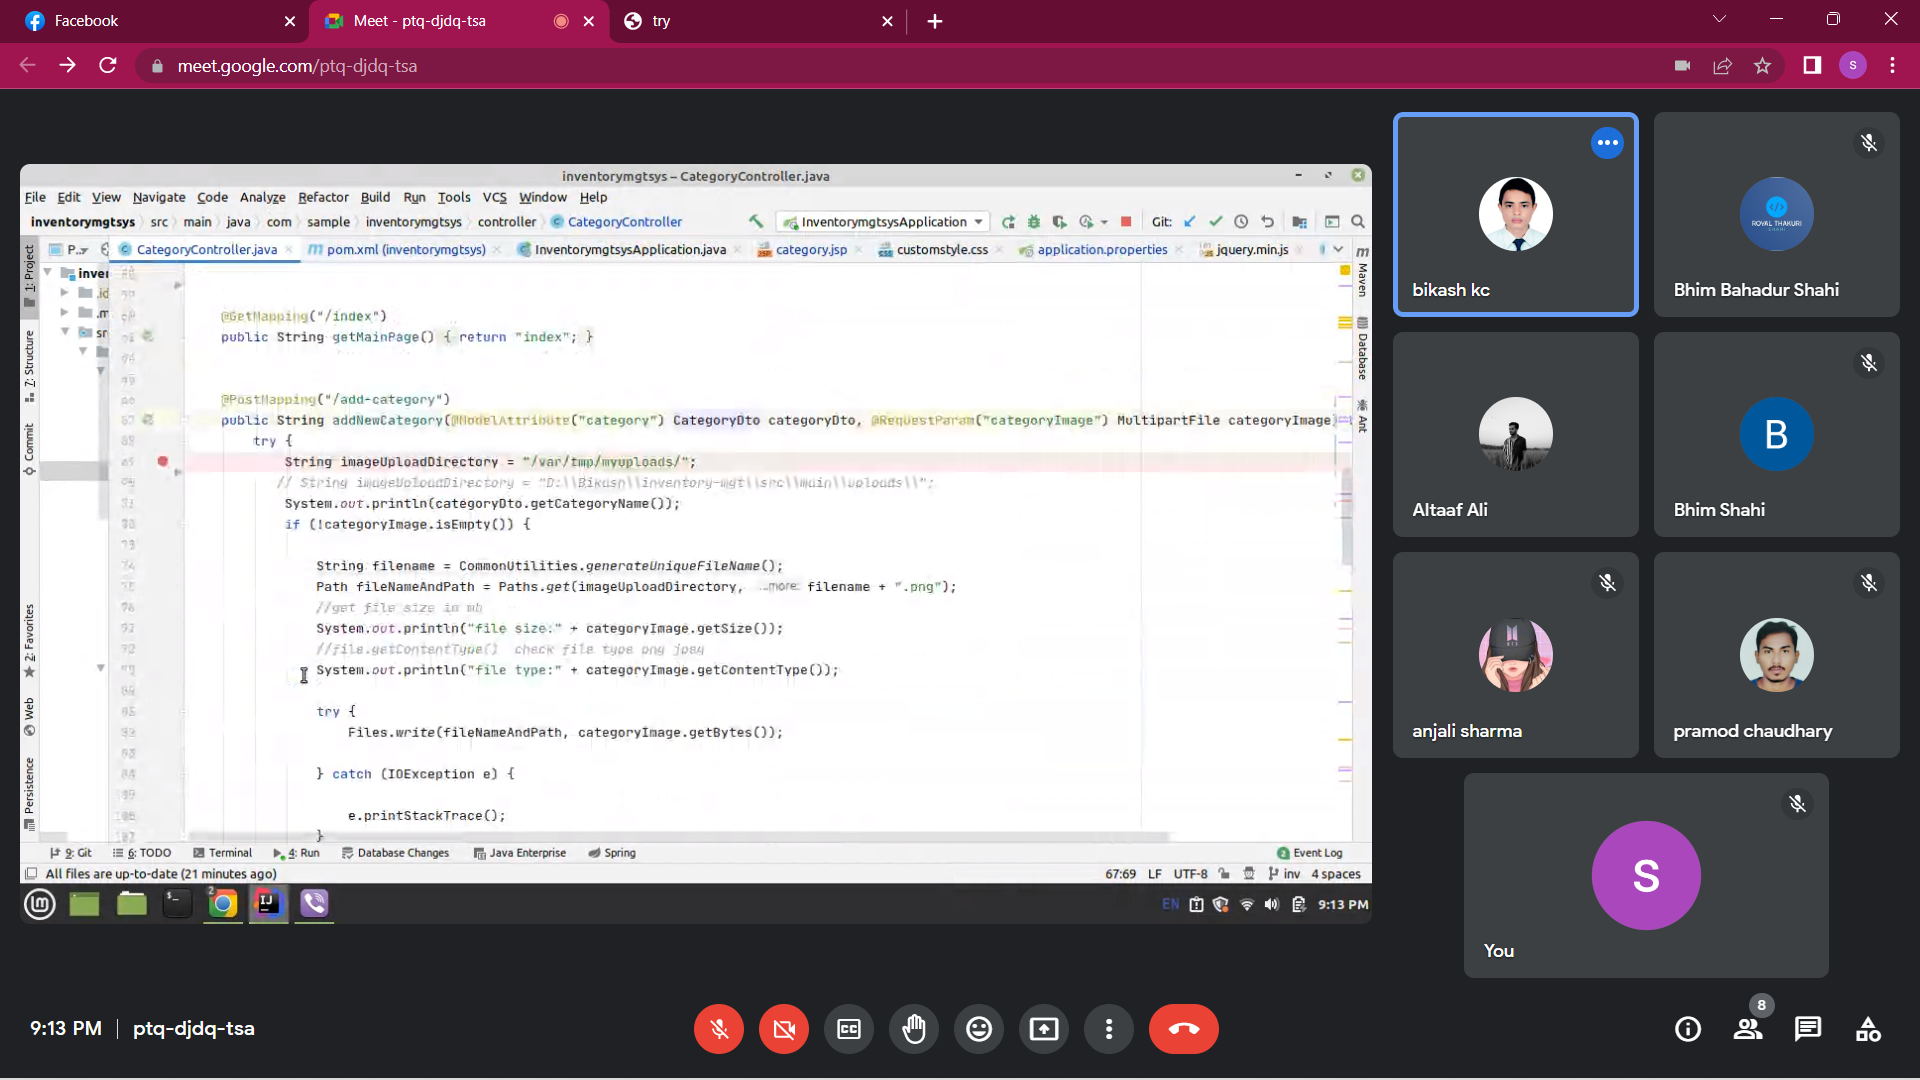 Facebook
Meet - ptq-djdq-tsa
try
meet.google.com/ptq-djdq-tsa
S
inventorymgtsys – CategoryController.java
File Edit View Navigate Code Analyze Refactor Build Run Tools VCS Window Help
inventorymgtsys src main java com sample inventorymgtsys controller CategoryController
InventorymgtsysApplication
Git:
CategoryController.java
pom.xml (inventorymgtsys)
InventorymgtsysApplication.java
category.jsp
customstyle.css
application.properties
jquery.min.js
1: Project
7: Structure
Commit
2: Favorites
Web
Persistence
Maven
Database
Ant
@GetMapping("/index")
public String getMainPage() { return "index"; }
@PostMapping("/add-category")
public String addNewCategory(@ModelAttribute("category") CategoryDto categoryDto, @RequestParam("categoryImage") MultipartFile categoryImage
try {
String imageUploadDirectory = "/var/tmp/myuploads/";
// String imageUploadDirectory = "D:\\Bikash\\inventory-mgt\\src\\main\\uploads\\";
System.out.println(categoryDto.getCategoryName());
if (!categoryImage.isEmpty()) {
String filename = CommonUtilities.generateUniqueFileName();
Path fileNameAndPath = Paths.get(imageUploadDirectory, ...more: filename + ".png");
//get file size in mb
System.out.println("file size:" + categoryImage.getSize());
//file.getContentType() check file type png jpeg
System.out.println("file type:" + categoryImage.getContentType());
try {
Files.write(fileNameAndPath, categoryImage.getBytes());
} catch (IOException e) {
e.printStackTrace();
}
9: Git 6: TODO Terminal 4: Run Database Changes Java Enterprise Spring
2 Event Log
All files are up-to-date (21 minutes ago)
67:69 LF UTF-8 inv 4 spaces
EN
9:13 PM
bikash kc
ROYAL THAKURI
Bhim Bahadur Shahi
Altaaf Ali
B
Bhim Shahi
anjali sharma
pramod chaudhary
S
You
9:13 PM
ptq-djdq-tsa
8